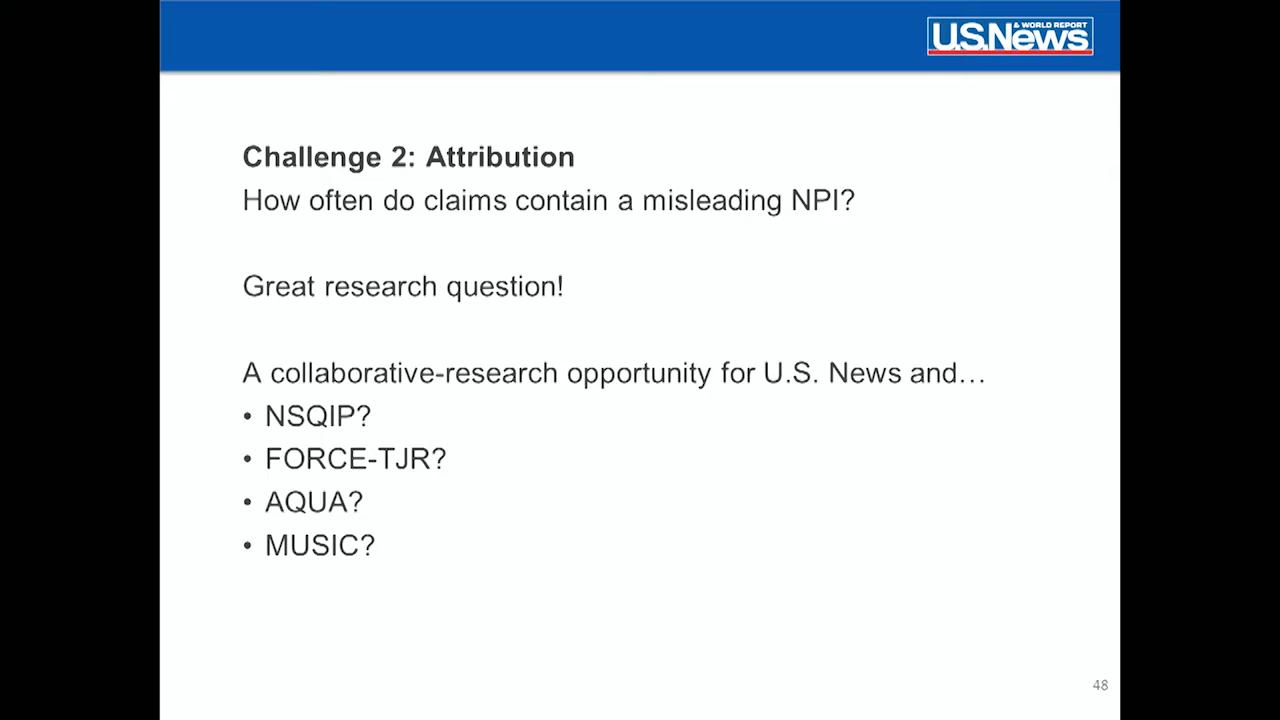 U.S.News
& WORLD REPORT
Challenge 2: Attribution
How often do claims contain a misleading NPI?
Great research question!
A collaborative-research opportunity for U.S. News and…
• NSQIP?
• FORCE-TJR?
• AQUA?
• MUSIC?
48